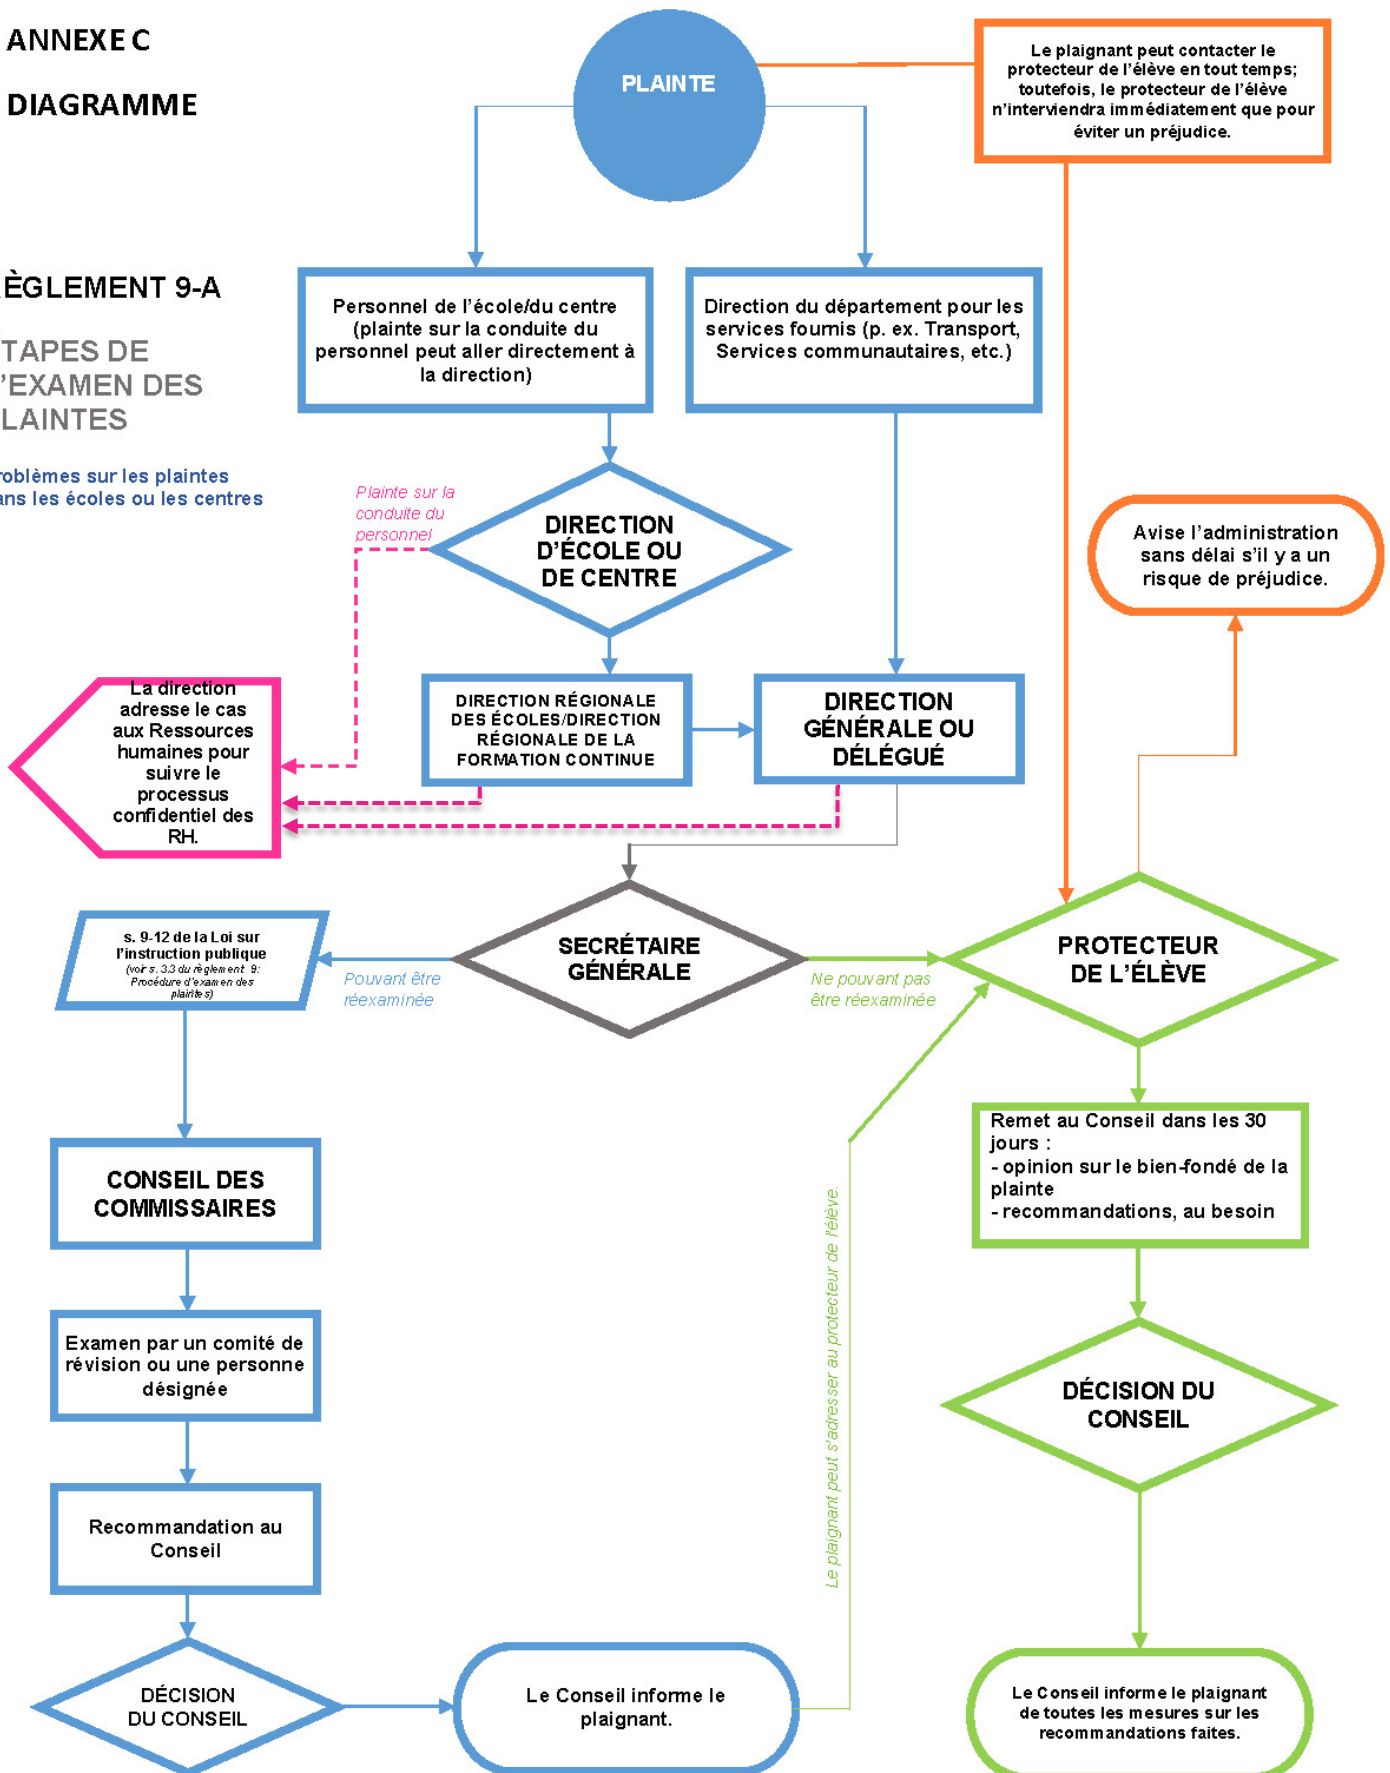 ANNEXE C
DIAGRAMME
PLAINTE
Le plaignant peut contacter le
protecteur de l'élève en tout temps;
toutefois, le protecteur de l'élève
n'interviendra immédiatement que pour
éviter un préjudice.
ÈGLEMENT 9-A
TAPES DE
'EXAMEN DES
LAINTES
roblèmes sur les plaintes
ans les écoles ou les centres
Personnel de l'école/du centre
(plainte sur la conduite du
personnel peut aller directement à
la direction)
Direction du département pour les
services fournis (p. ex. Transport,
Services communautaires, etc.)
Plainte sur la
conduite du
personnel
DIRECTION
D'ÉCOLE OU
DE CENTRE
Avise l'administration
sans délai s'il y a un
risque de préjudice.
La direction
adresse le cas
aux Ressources
humaines pour
suivre le
processus
confidentiel des
RH.
DIRECTION RÉGIONALE
DES ÉCOLES/DIRECTION
RÉGIONALE DE LA
FORMATION CONTINUE
DIRECTION
GÉNÉRALE OU
DÉLÉGUÉ
s. 9-12 de la Loi sur
l'instruction publique
(voir s. 3.3 du règlement 9:
Procédure d'examen des
plaintes)
Pouvant être
réexaminée
SECRÉTAIRE
GÉNÉRALE
Ne pouvant pas
être réexaminée
PROTECTEUR
DE L'ÉLÈVE
CONSEIL DES
COMMISSAIRES
Remet au Conseil dans les 30
jours :
- opinion sur le bien-fondé de la
plainte
- recommandations, au besoin
Examen par un comité de
révision ou une personne
désignée
Le plaignant peut s'adresser au protecteur de l'élève.
DÉCISION DU
CONSEIL
Recommandation au
Conseil
DÉCISION
DU CONSEIL
Le Conseil informe le
plaignant.
Le Conseil informe le plaignant
de toutes les mesures sur les
recommandations faites.